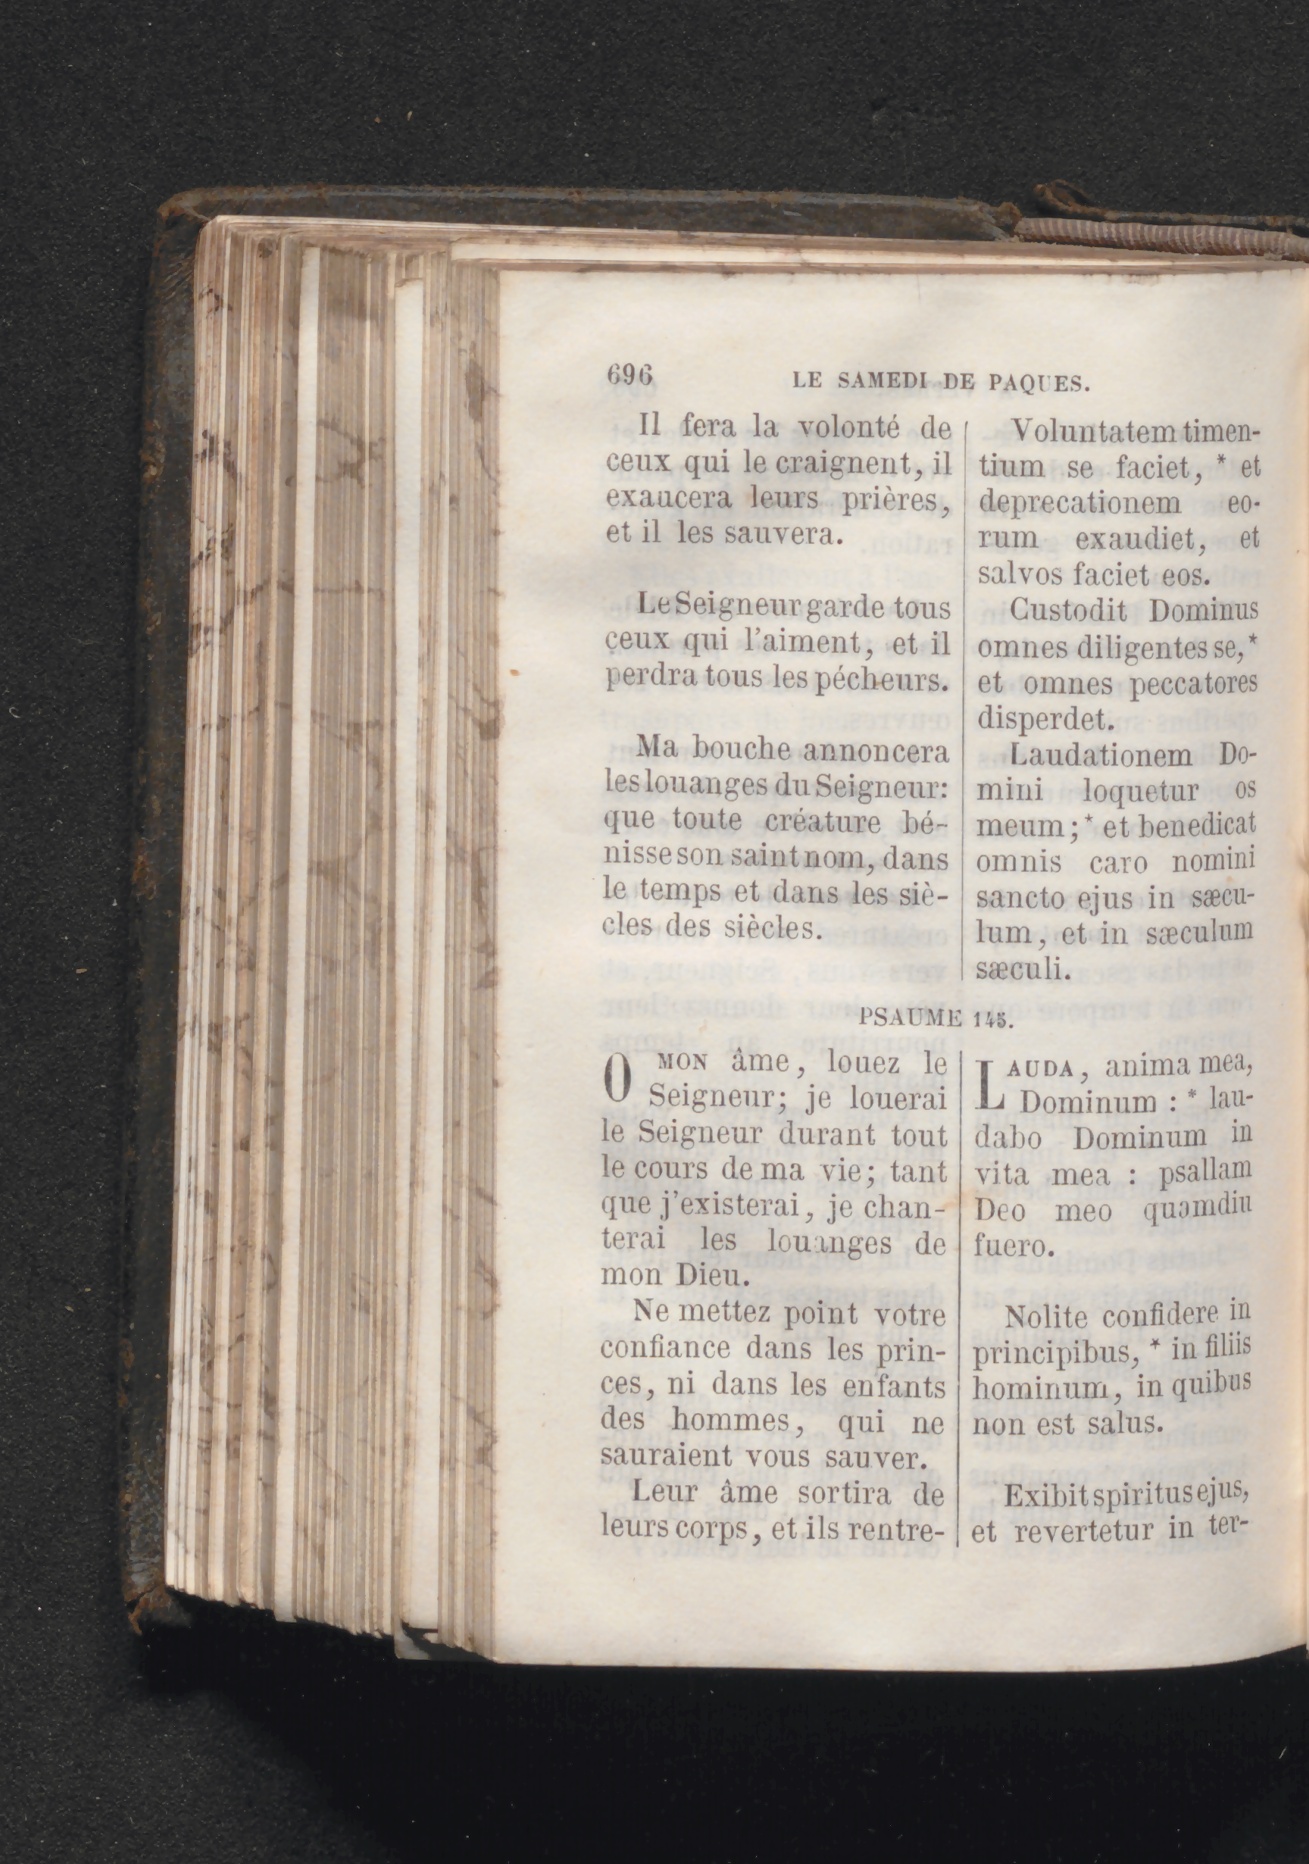 696
LE SAMEDI DE PAQUES.
Il fera la volonté de
ceux qui le craignent, il
exaucera leurs prières,
et il les sauvera.
Le Seigneur garde tous
ceux qui l'aiment, et il
perdra tous les pécheurs.
Ma bouche annoncera
les louanges du Seigneur:
que toute créature bé-
nisse son saint nom, dans
le temps et dans les siè-
cles des siècles.
Voluntatem timen-
tium se faciet, * et
deprecationem eo-
rum exaudiet, et
salvos faciet eos.
Custodit Dominus
omnes diligentes se, *
et omnes peccatores
disperdet.
Laudationem Do-
mini loquetur os
meum; * et benedicat
omnis caro nomini
sancto ejus in sæcu-
lum, et in sæculum
sæculi.
PSAUME 145.
O MON âme, louez le
Seigneur; je louerai
le Seigneur durant tout
le cours de ma vie; tant
que j'existerai, je chan-
terai les louanges de
mon Dieu.
Ne mettez point votre
confiance dans les prin-
ces, ni dans les enfants
des hommes, qui ne
sauraient vous sauver.
Leur âme sortira de
leurs corps, et ils rentre-
LAUDA, anima mea,
Dominum : * lau-
dabo Dominum in
vita mea : psallam
Deo meo quamdiu
fuero.
Nolite confidere in
principibus, * in filiis
hominum, in quibus
non est salus.
Exibit spiritus ejus,
et revertetur in ter-